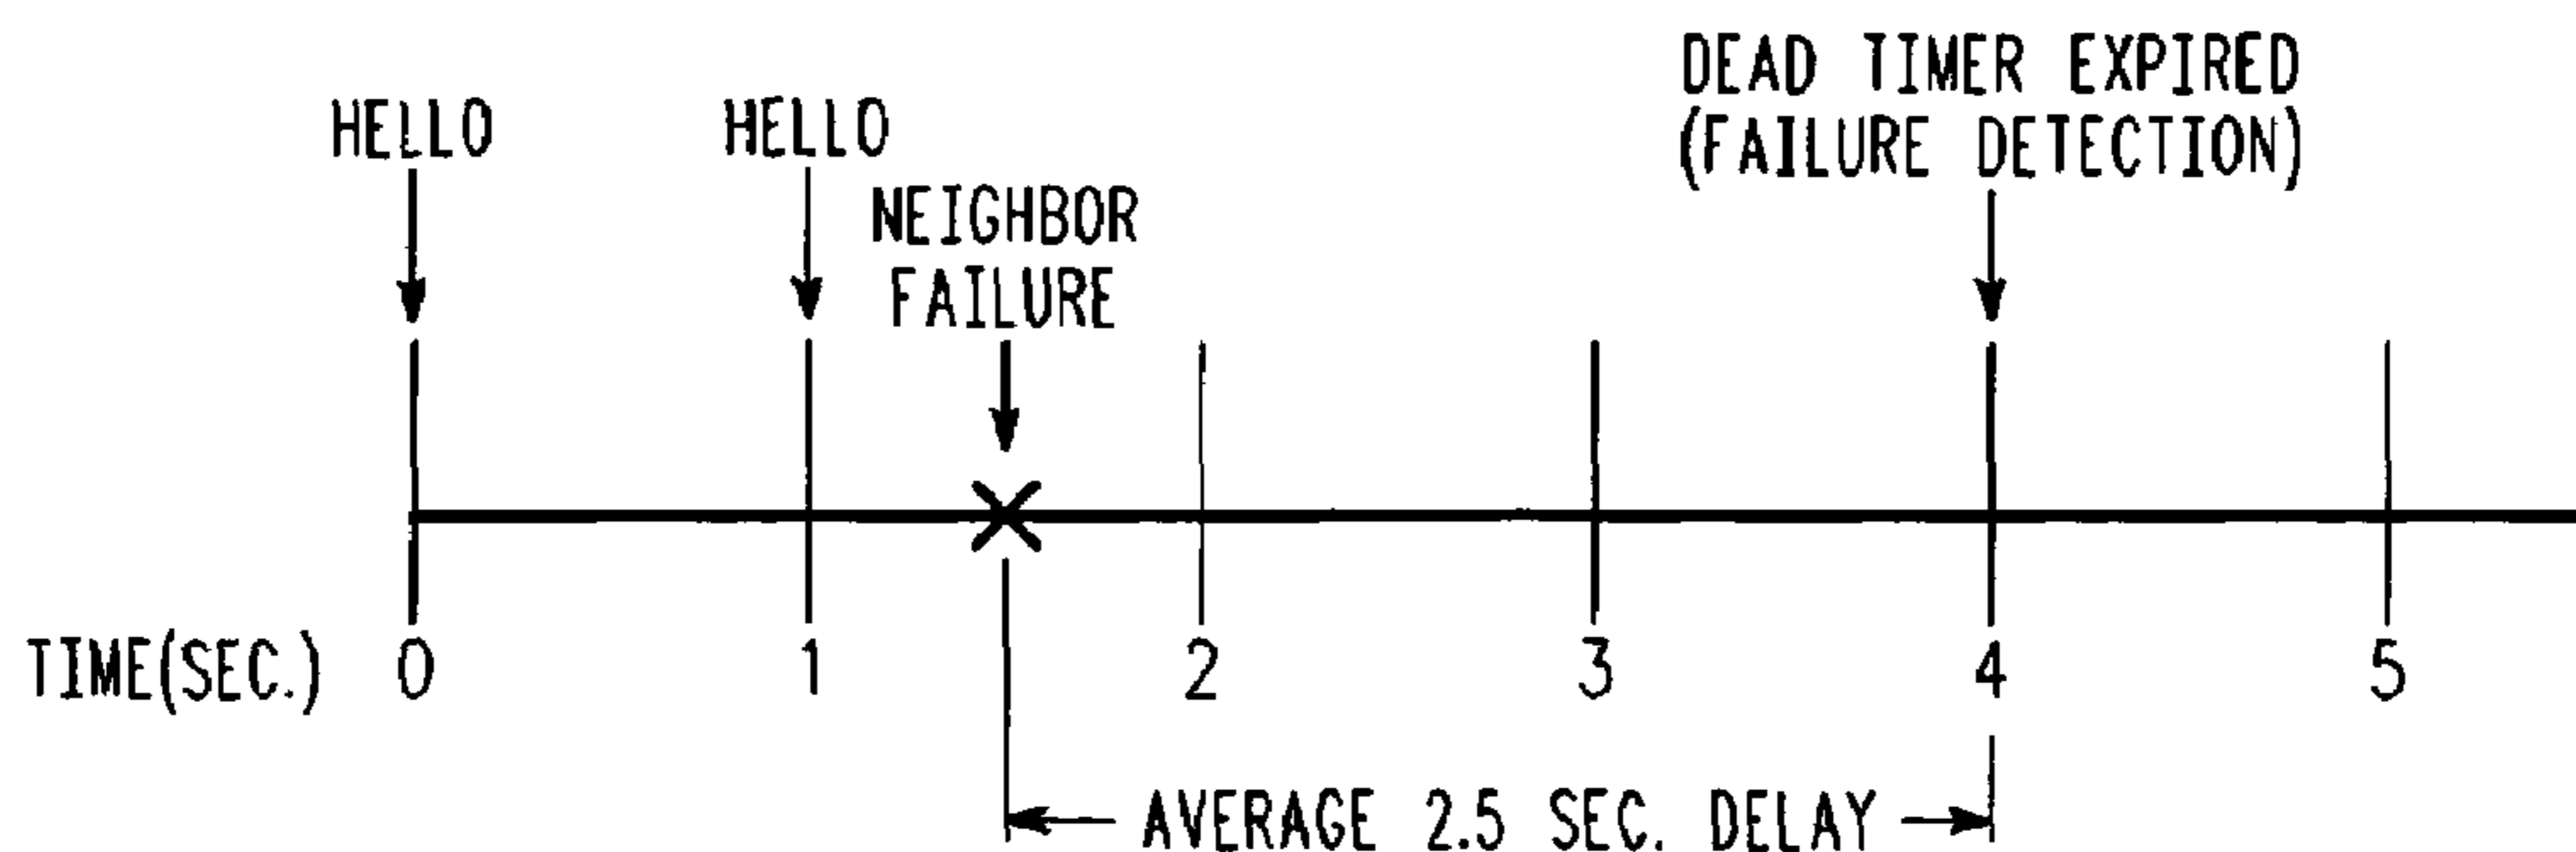 DEAD TIMER EXPIRED
(FAILURE DETECTION)
HELLO
HELLO
NEIGHBOR
FAILURE
TIME(SEC.) 0 1 2 3 4 5
AVERAGE 2.5 SEC. DELAY